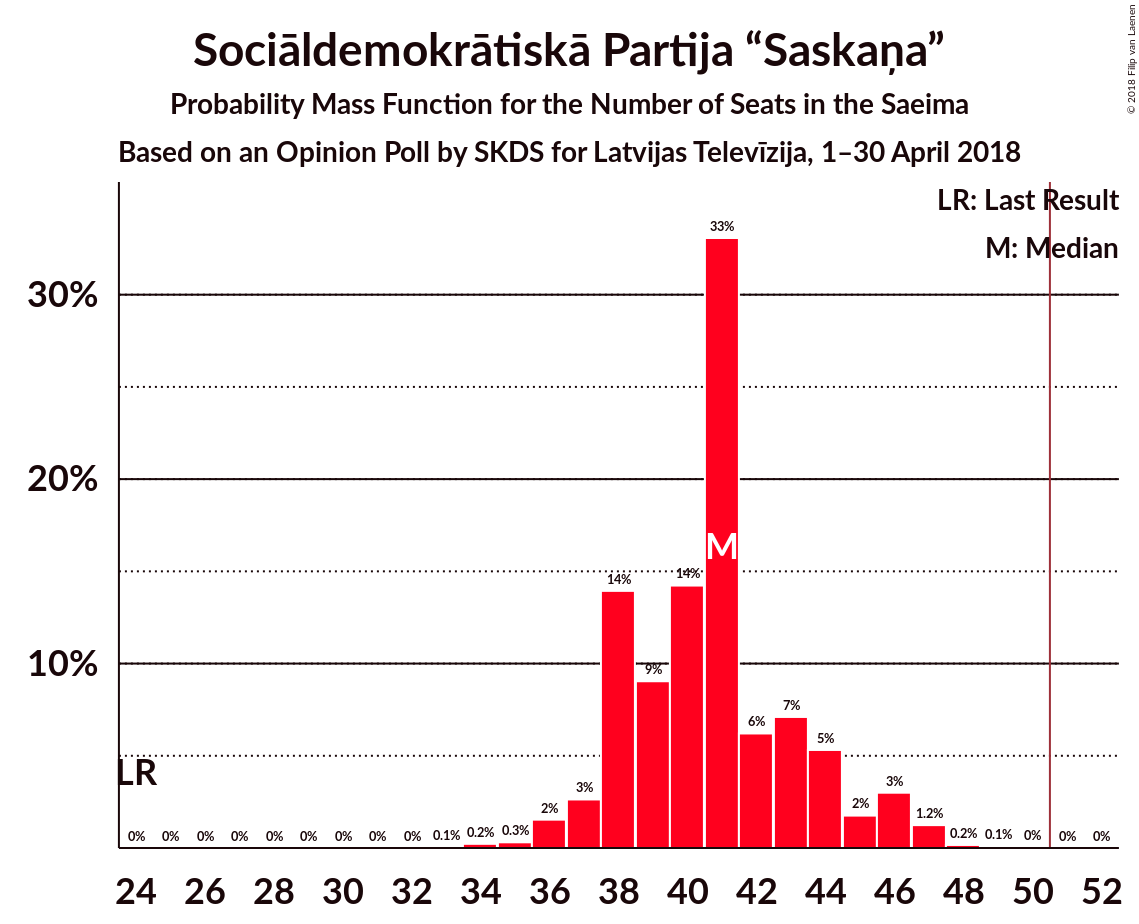 Sociāldemokrātiskā Partija “Saskaņa”
Probability Mass Function for the Number of Seats in the Saeima
Based on an Opinion Poll by SKDS for Latvijas Televīzija, 1–30 April 2018
© 2018 Filip van Laenen
LR: Last Result
M: Median
30%
20%
10%
33%
M
14%
14%
9%
7%
6%
5%
LR
3%
3%
2%
2%
1.2%
0% 0% 0% 0% 0% 0% 0% 0% 0% 0.1% 0.2% 0.3% 0.2% 0.1% 0% 0% 0%
24 26 28 30 32 34 36 38 40 42 44 46 48 50 52